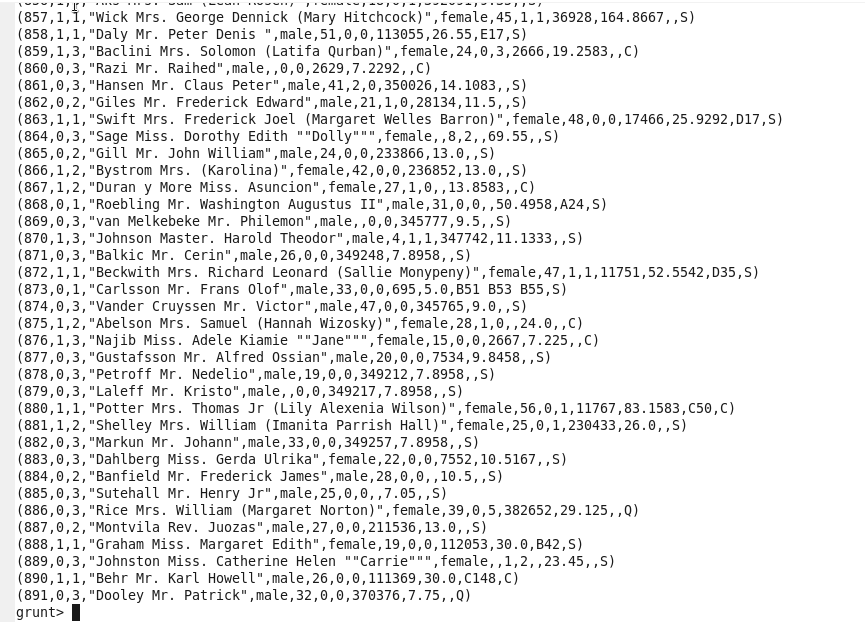 (857,1,1,"Wick Mrs. George Dennick (Mary Hitchcock)",female,45,1,1,36928,164.8667,,S)
(858,1,1,"Daly Mr. Peter Denis ",male,51,0,0,113055,26.55,E17,S)
(859,1,3,"Baclini Mrs. Solomon (Latifa Qurban)",female,24,0,3,2666,19.2583,,C)
(860,0,3,"Razi Mr. Raihed",male,,0,0,2629,7.2292,,C)
(861,0,3,"Hansen Mr. Claus Peter",male,41,2,0,350026,14.1083,,S)
(862,0,2,"Giles Mr. Frederick Edward",male,21,1,0,28134,11.5,,S)
(863,1,1,"Swift Mrs. Frederick Joel (Margaret Welles Barron)",female,48,0,0,17466,25.9292,D17,S)
(864,0,3,"Sage Miss. Dorothy Edith ""Dolly""",female,,8,2,,69.55,,S)
(865,0,2,"Gill Mr. John William",male,24,0,0,233866,13.0,,S)
(866,1,2,"Bystrom Mrs. (Karolina)",female,42,0,0,236852,13.0,,S)
(867,1,2,"Duran y More Miss. Asuncion",female,27,1,0,,13.8583,,C)
(868,0,1,"Roebling Mr. Washington Augustus II",male,31,0,0,,50.4958,A24,S)
(869,0,3,"van Melkebeke Mr. Philemon",male,,0,0,345777,9.5,,S)
(870,1,3,"Johnson Master. Harold Theodor",male,4,1,1,347742,11.1333,,S)
(871,0,3,"Balkic Mr. Cerin",male,26,0,0,349248,7.8958,,S)
(872,1,1,"Beckwith Mrs. Richard Leonard (Sallie Monypeny)",female,47,1,1,11751,52.5542,D35,S)
(873,0,1,"Carlsson Mr. Frans Olof",male,33,0,0,695,5.0,B51 B53 B55,S)
(874,0,3,"Vander Cruyssen Mr. Victor",male,47,0,0,345765,9.0,,S)
(875,1,2,"Abelson Mrs. Samuel (Hannah Wizosky)",female,28,1,0,,24.0,,C)
(876,1,3,"Najib Miss. Adele Kiamie ""Jane""",female,15,0,0,2667,7.225,,C)
(877,0,3,"Gustafsson Mr. Alfred Ossian",male,20,0,0,7534,9.8458,,S)
(878,0,3,"Petroff Mr. Nedelio",male,19,0,0,349212,7.8958,,S)
(879,0,3,"Laleff Mr. Kristo",male,,0,0,349217,7.8958,,S)
(880,1,1,"Potter Mrs. Thomas Jr (Lily Alexenia Wilson)",female,56,0,1,11767,83.1583,C50,C)
(881,1,2,"Shelley Mrs. William (Imanita Parrish Hall)",female,25,0,1,230433,26.0,,S)
(882,0,3,"Markun Mr. Johann",male,33,0,0,349257,7.8958,,S)
(883,0,3,"Dahlberg Miss. Gerda Ulrika",female,22,0,0,7552,10.5167,,S)
(884,0,2,"Banfield Mr. Frederick James",male,28,0,0,,10.5,,S)
(885,0,3,"Sutehall Mr. Henry Jr",male,25,0,0,,7.05,,S)
(886,0,3,"Rice Mrs. William (Margaret Norton)",female,39,0,5,382652,29.125,,Q)
(887,0,2,"Montvila Rev. Juozas",male,27,0,0,211536,13.0,,S)
(888,1,1,"Graham Miss. Margaret Edith",female,19,0,0,112053,30.0,B42,S)
(889,0,3,"Johnston Miss. Catherine Helen ""Carrie""",female,,1,2,,23.45,,S)
(890,1,1,"Behr Mr. Karl Howell",male,26,0,0,111369,30.0,C148,C)
(891,0,3,"Dooley Mr. Patrick",male,32,0,0,370376,7.75,,Q)
grunt>